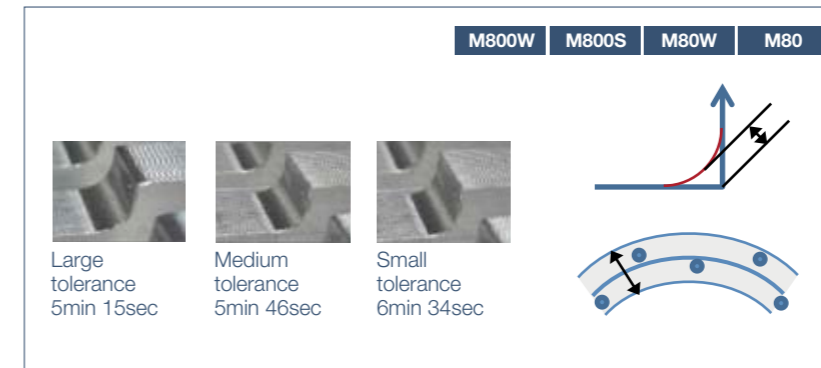 M800W M800S M80W M80
Large
tolerance
5min 15sec
Medium
tolerance
5min 46sec
Small
tolerance
6min 34sec